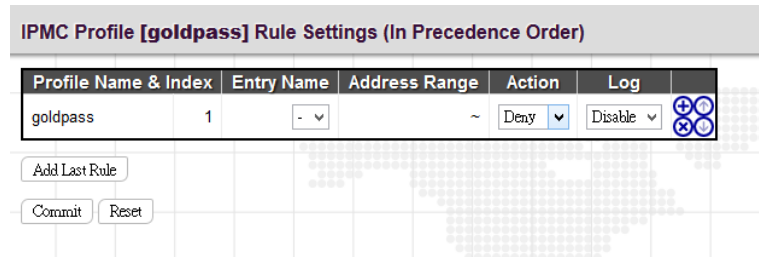 IPMC Profile [goldpass] Rule Settings (In Precedence Order)
Profile Name & Index Entry Name Address Range Action Log
goldpass 1 - ~ Deny Disable
Add Last Rule
Commit Reset